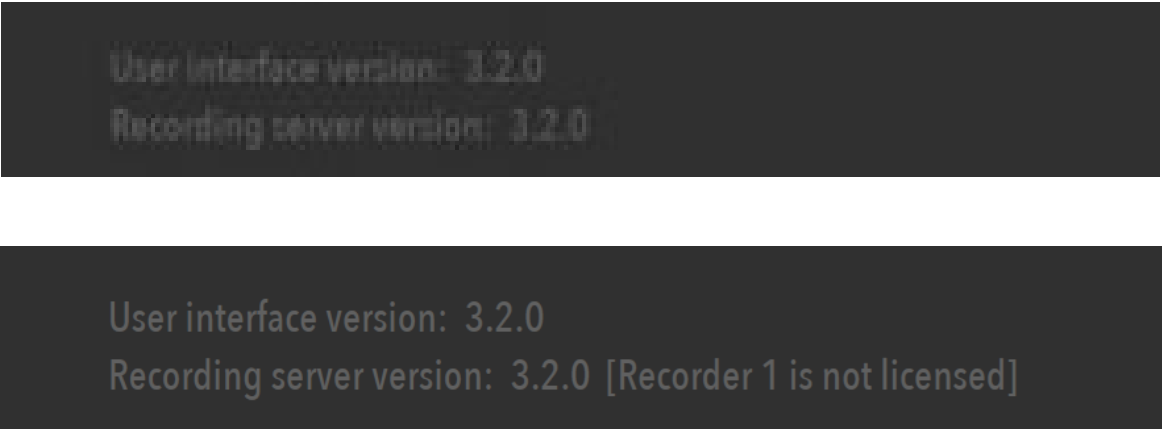 User interface version: 3.2.0
Recording server version: 3.2.0
User interface version: 3.2.0
Recording server version: 3.2.0 [Recorder 1 is not licensed]